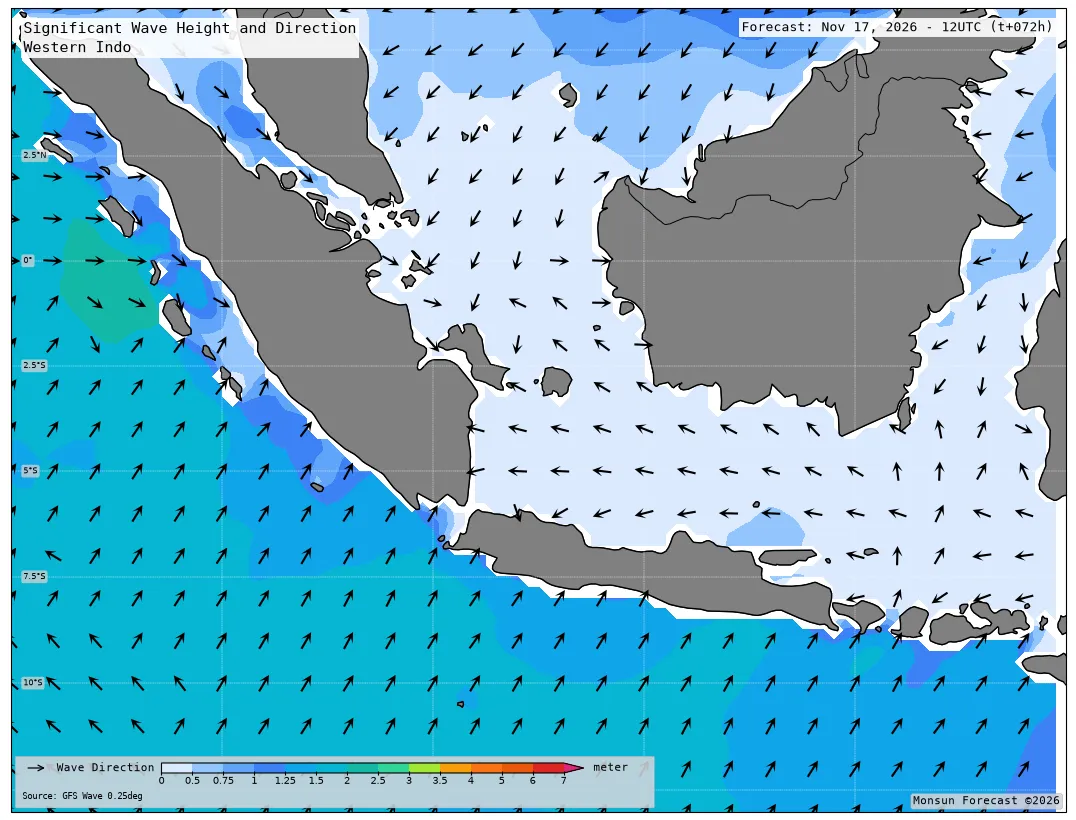 Significant Wave Height and Direction
Western Indo
Forecast: Nov 17, 2026 - 12UTC (t+072h)
2.5°N
0°
2.5°S
5°S
7.5°S
10°S
Wave Direction
meter
0 0.5 0.75 1 1.25 1.5 2 2.5 3 3.5 4 5 6 7
Source: GFS Wave 0.25deg
Monsun Forecast ©2026